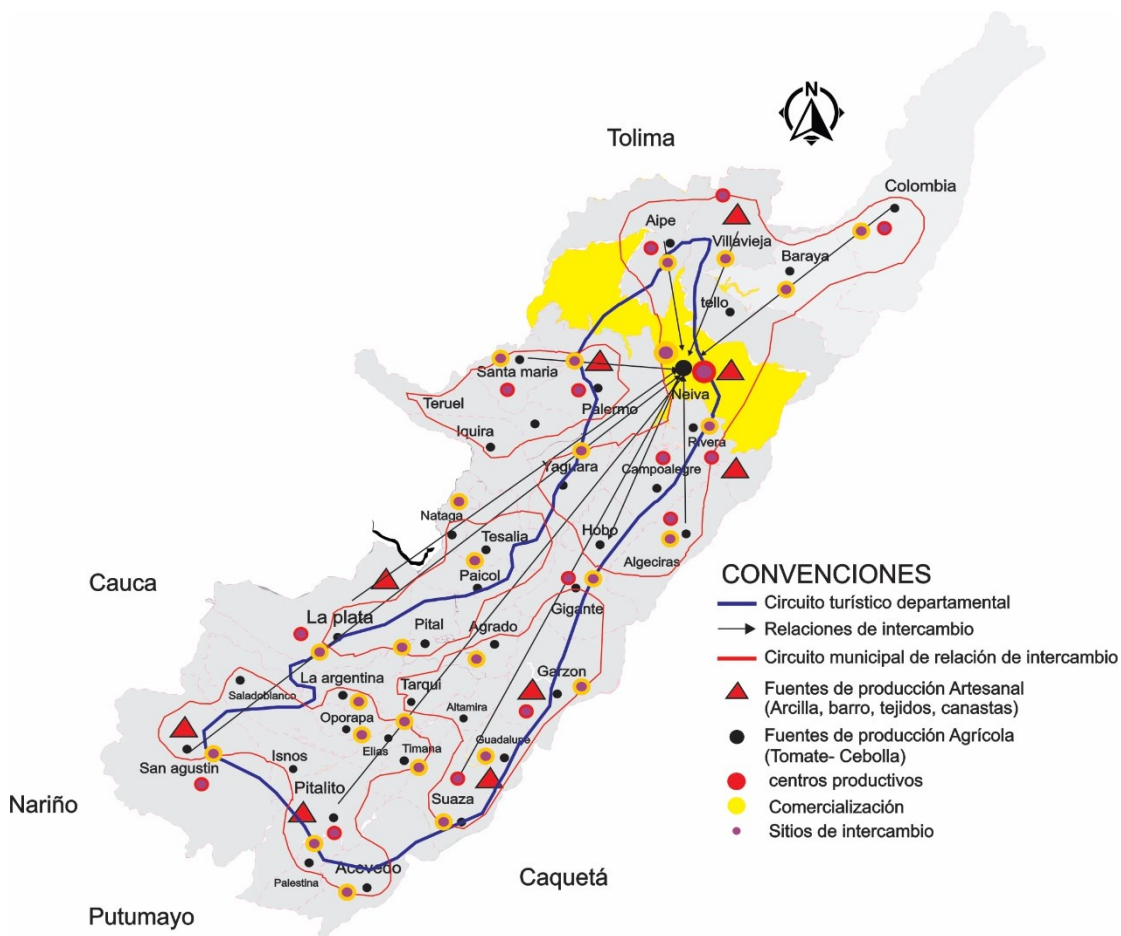 N
Tolima
Colombia
Aipe
Villavieja
Baraya
tello
Santa maria
Neiva
Teruel
Palermo
Iquira
Rivera
Yaguara
Campoalegre
Nataga
Hobo
Tesalia
Algeciras
Paicol
Cauca
CONVENCIONES
Gigante
Circuito turístico departamental
La plata
Pital
Agrado
Relaciones de intercambio
Circuito municipal de relación de intercambio
La argentina
Garzon
Saladoblanco
Tarqui
Fuentes de producción Artesanal
(Arcilla, barro, tejidos, canastas)
Altamira
Oporapa
Elias
Timana
Guadalupe
Fuentes de producción Agrícola
(Tomate- Cebolla)
Isnos
San agustin
centros productivos
Pitalito
Suaza
Nariño
Comercialización
Sitios de intercambio
Acevedo
Caquetá
Palestina
Putumayo